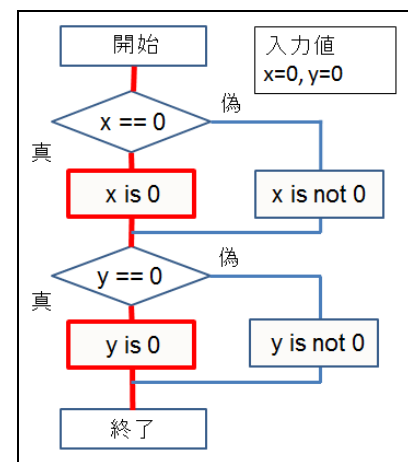 開始
入力値
x=0, y=0
x == 0
偽
真
x is 0
x is not 0
y == 0
偽
真
y is 0
y is not 0
終了